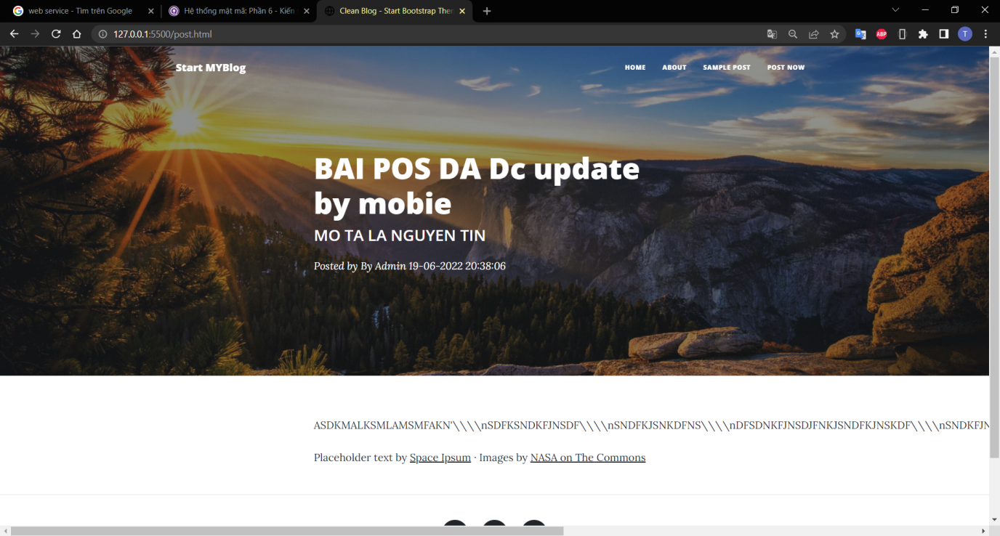 web service - Tìm trên Google
Hệ thống mật mã: Phần 6 - Kiến
Clean Blog - Start Bootstrap Them
127.0.0.1:5500/post.html
ABP
T
Start MYBlog
HOME ABOUT SAMPLE POST POST NOW
BAI POS DA Dc update
by mobie
MO TA LA NGUYEN TIN
Posted by By Admin 19-06-2022 20:38:06
ASDKMALKSMLAMSMFAKN'\\\\nSDFKSNDKFJNSDF\\\\nSNDFKJSNKDFNS\\\\nDFSDNKFJNSDJFNKJSNDFKJNSKDF\\\\nSNDKFJN
Placeholder text by Space Ipsum · Images by NASA on The Commons